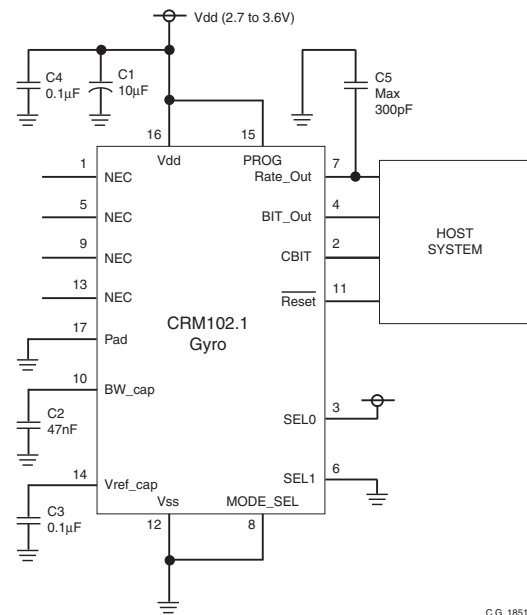 Vdd (2.7 to 3.6V)
C4
0.1μF
C1
10μF
C5
Max
300pF
16
15
Vdd
PROG
1
NEC
5
NEC
9
NEC
13
NEC
17
Pad
10
BW_cap
C2
47nF
14
Vref_cap
C3
0.1μF
CRM102.1
Gyro
7
Rate_Out
4
BIT_Out
2
CBIT
11
Reset
HOST
SYSTEM
3
SEL0
6
SEL1
Vss
MODE_SEL
12
8
C.G. 1851